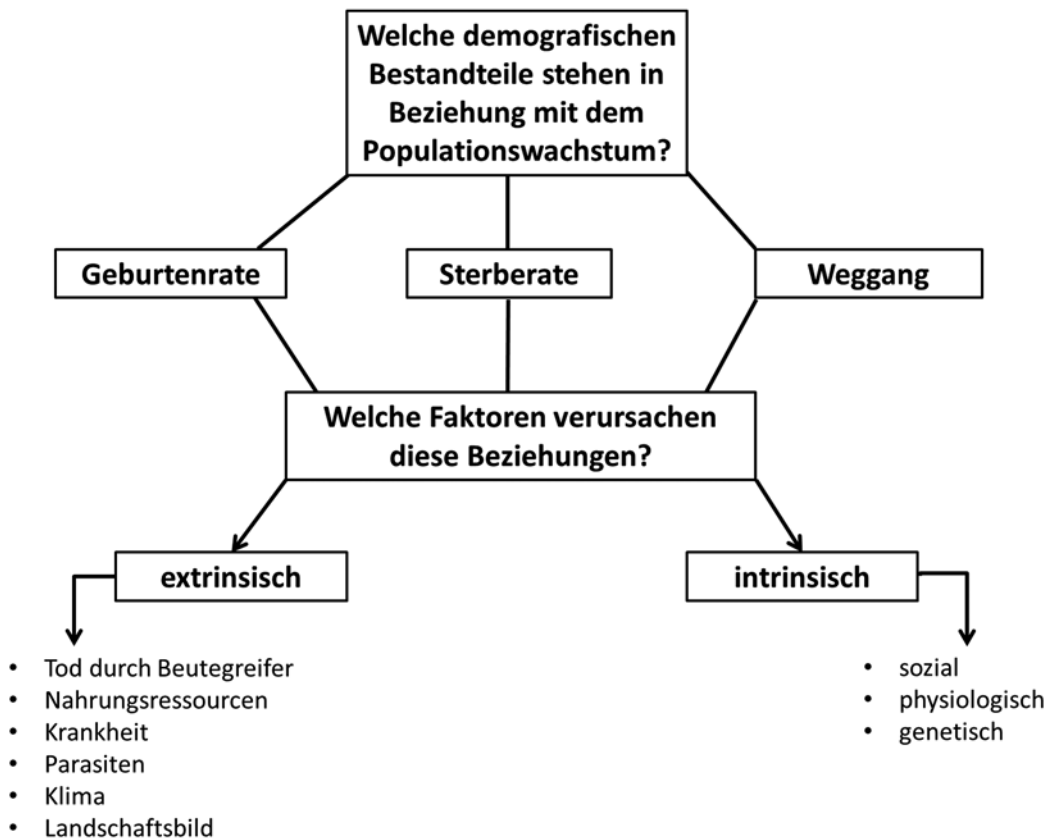 Welche demografischen
Bestandteile stehen in
Beziehung mit dem
Populationswachstum?
Geburtenrate
Sterberate
Weggang
Welche Faktoren verursachen
diese Beziehungen?
extrinsisch
intrinsisch
• Tod durch Beutegreifer
• Nahrungsressourcen
• Krankheit
• Parasiten
• Klima
• Landschaftsbild
• sozial
• physiologisch
• genetisch